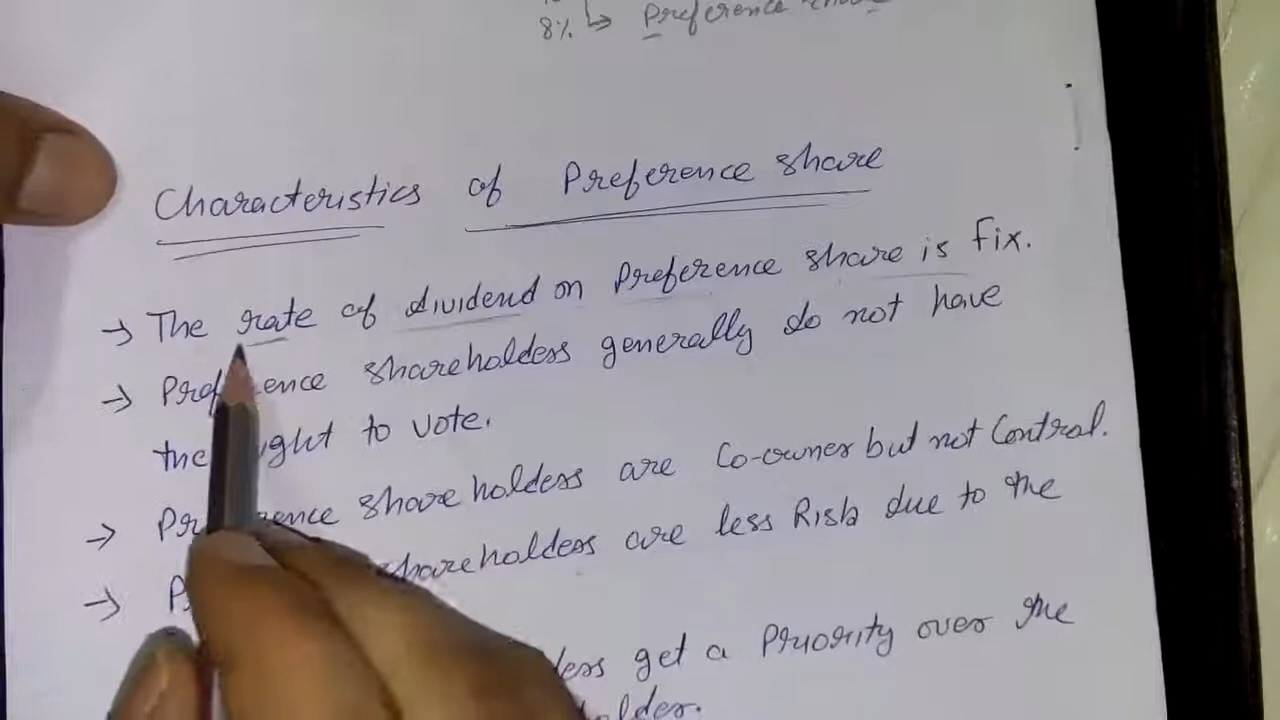 8% ↳ Preference
Characteristics of Preference share
→ The rate of dividend on Preference share is fix.
→ Preference shareholders generally do not have
the right to vote.
→ Preference shareholders are Co-owner but not Control.
→ shareholders are less Risk due to the
get a Priority over the